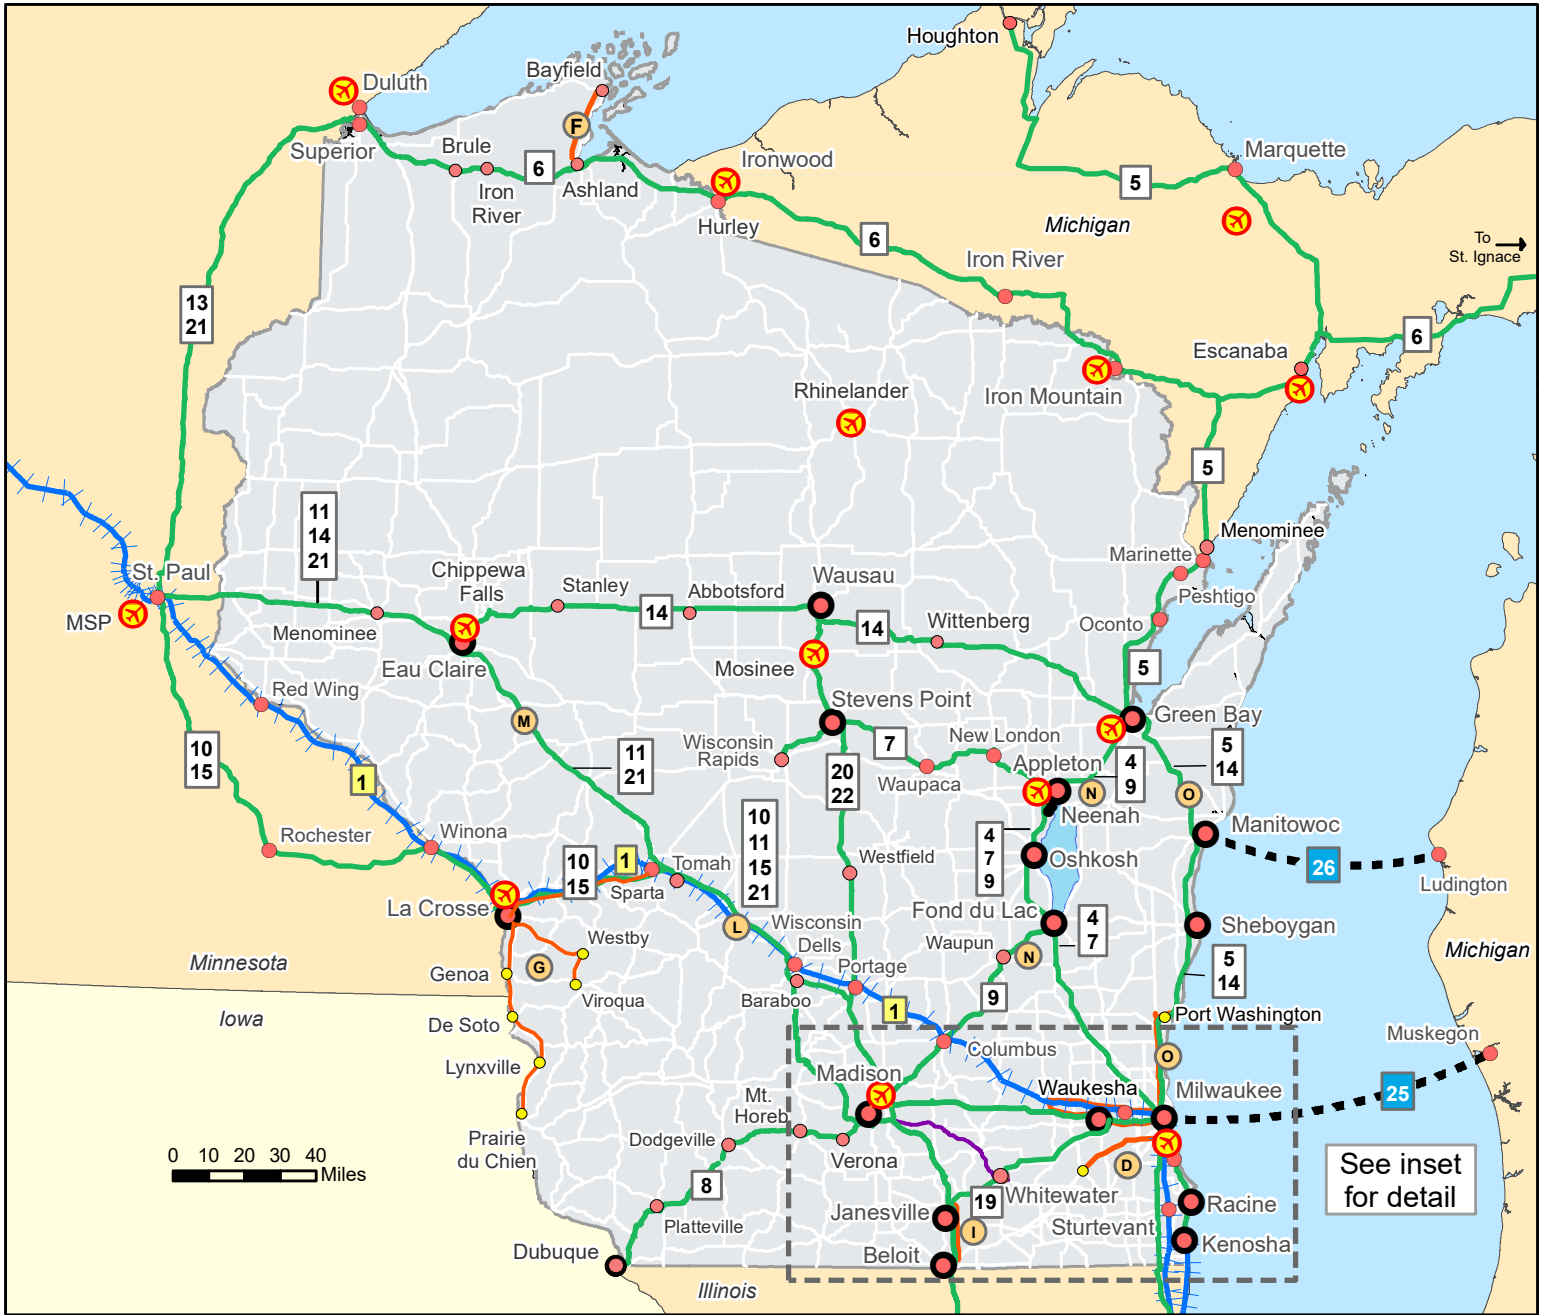 Houghton
Duluth
Bayfield
F
Superior
Brule
Iron
River
6
Ashland
Ironwood
Hurley
Marquette
5
Michigan
6
Iron River
To
St. Ignace
13
21
6
Escanaba
Iron Mountain
Rhinelander
5
11
14
21
Menominee
Marinette
St. Paul
MSP
Chippewa
Falls
Stanley
Abbotsford
Wausau
14
14
Wittenberg
Peshtigo
Oconto
Menominee
Eau Claire
Mosinee
5
Red Wing
M
Stevens Point
Green Bay
Wisconsin
Rapids
7
New London
Waupaca
Appleton
4
9
5
14
10
15
11
21
20
22
1
N
O
Neenah
Manitowoc
10
11
15
21
4
7
9
Oshkosh
26
Ludington
Rochester
Winona
10
15
1
Sparta
Tomah
Westfield
La Crosse
L
Wisconsin
Dells
Fond du Lac
4
7
Sheboygan
Waupun
N
Michigan
Westby
Genoa
G
Viroqua
Minnesota
Portage
Baraboo
9
5
14
1
Iowa
De Soto
Port Washington
Muskegon
Lynxville
Columbus
O
Madison
Waukesha
Milwaukee
25
Mt.
Horeb
Prairie
du Chien
Dodgeville
Verona
D
0 10 20 30 40
Miles
8
19
Whitewater
See inset
for detail
Platteville
Janesville
I
Sturtevant
Racine
Dubuque
Beloit
Kenosha
Illinois